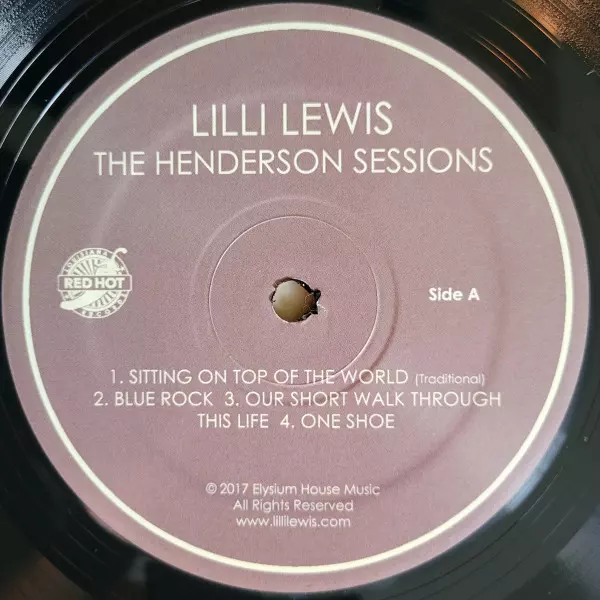 LILLI LEWIS
THE HENDERSON SESSIONS
LOUISIANA
RED HOT
RECORDS
Side A
1. SITTING ON TOP OF THE WORLD (Traditional)
2. BLUE ROCK 3. OUR SHORT WALK THROUGH
THIS LIFE 4. ONE SHOE
© 2017 Elysium House Music
All Rights Reserved
www.lillilewis.com